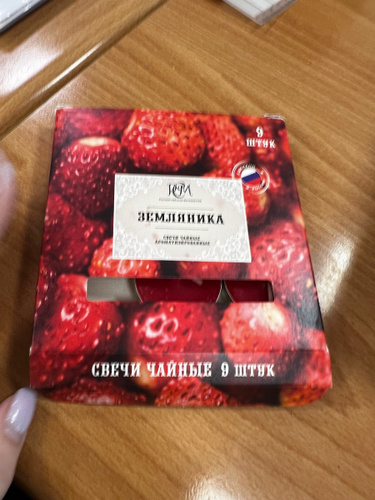 9
ШТУК
ЗЕМЛЯНИКА
СВЕЧИ ЧАЙНЫЕ
АРОМАТИЗИРОВАННЫЕ
СВЕЧИ ЧАЙНЫЕ 9 ШТУК